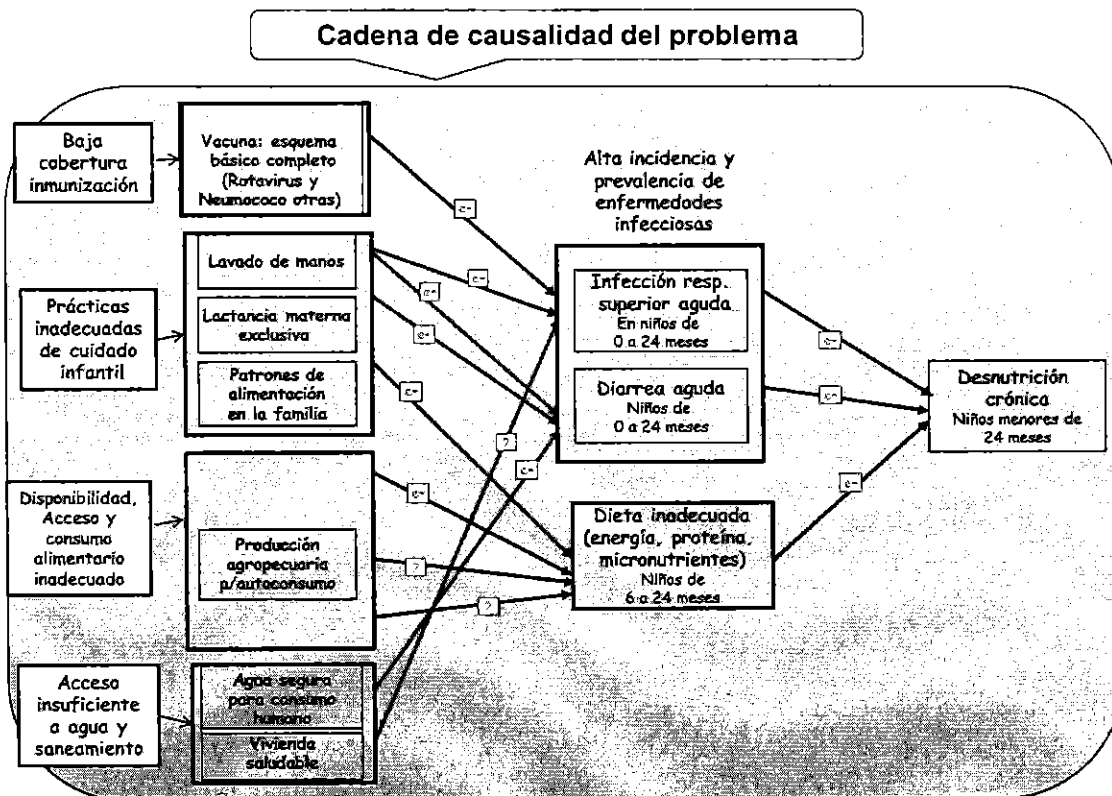 Cadena de causalidad del problema
Baja
cobertura
inmunización
Vacuna: esquema
básico completo
(Rotavirus y
Neumococo otras)
Prácticas
inadecuadas
de cuidado
infantil
Lavado de manos
Lactancia materna
exclusiva
Patrones de
alimentación
en la familia
Disponibilidad,
Acceso y
consumo
alimentario
inadecuado
Producción
agropecuaria
p/autoconsumo
Acceso
insuficiente
a agua y
saneamiento
Agua segura
para consumo
humano
Vivienda
saludable
?
?
?
Alta incidencia y
prevalencia de
enfermedades
infecciosas
Infección resp.
superior aguda
En niños de
0 a 24 meses
Diarrea aguda
Niños de
0 a 24 meses
Dieta inadecuada
(energía, proteína,
micronutrientes)
Niños de
6 a 24 meses
Desnutrición
crónica
Niños menores de
24 meses